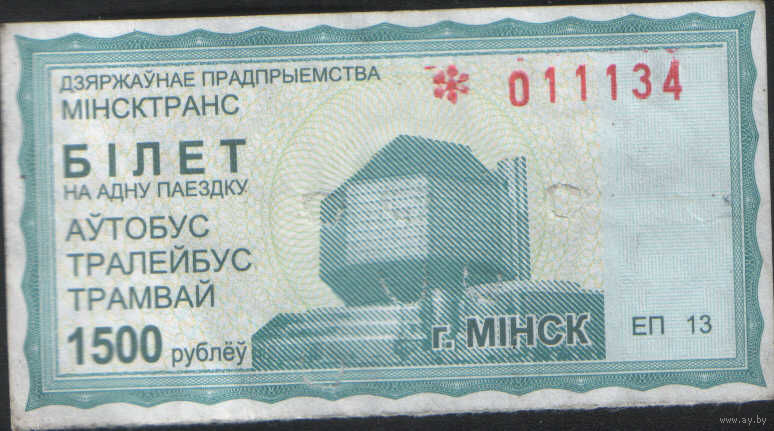 ДЗЯРЖАЎНАЕ ПРАДПРЫЕМСТВА
МІНСКТРАНС
* 011134
БІЛЕТ
НА АДНУ ПАЕЗДКУ
АЎТОБУС
ТРАЛЕЙБУС
ТРАМВАЙ
1500 рублёў
г. МІНСК
ЕП 13
www.ay.by